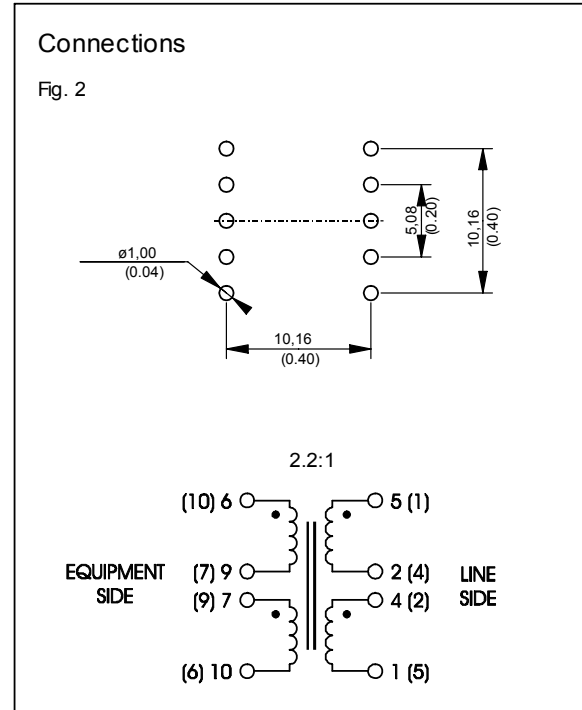 Connections
Fig. 2
ø1,00
(0.04)
5,08
(0.20)
10,16
(0.40)
10,16
(0.40)
2.2:1
(10) 6
5 (1)
EQUIPMENT
SIDE
(7) 9
2 (4)
LINE
SIDE
(9) 7
4 (2)
(6) 10
1 (5)